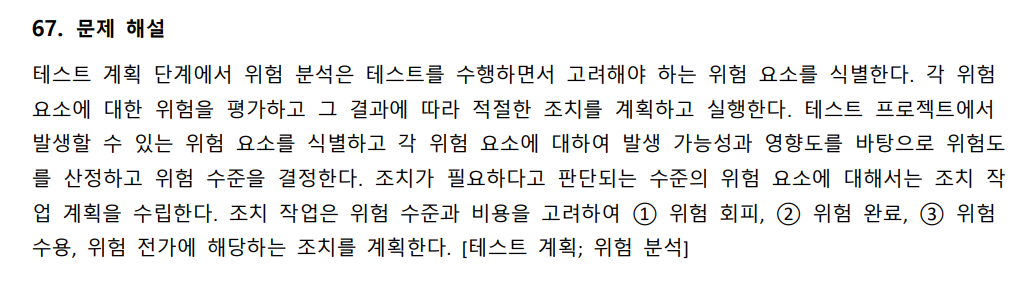 67. 문제 해설
테스트 계획 단계에서 위험 분석은 테스트를 수행하면서 고려해야 하는 위험 요소를 식별한다. 각 위험
요소에 대한 위험을 평가하고 그 결과에 따라 적절한 조치를 계획하고 실행한다. 테스트 프로젝트에서
발생할 수 있는 위험 요소를 식별하고 각 위험 요소에 대하여 발생 가능성과 영향도를 바탕으로 위험도
를 산정하고 위험 수준을 결정한다. 조치가 필요하다고 판단되는 수준의 위험 요소에 대해서는 조치 작
업 계획을 수립한다. 조치 작업은 위험 수준과 비용을 고려하여 ① 위험 회피, ② 위험 완료, ③ 위험
수용, 위험 전가에 해당하는 조치를 계획한다. [테스트 계획; 위험 분석]